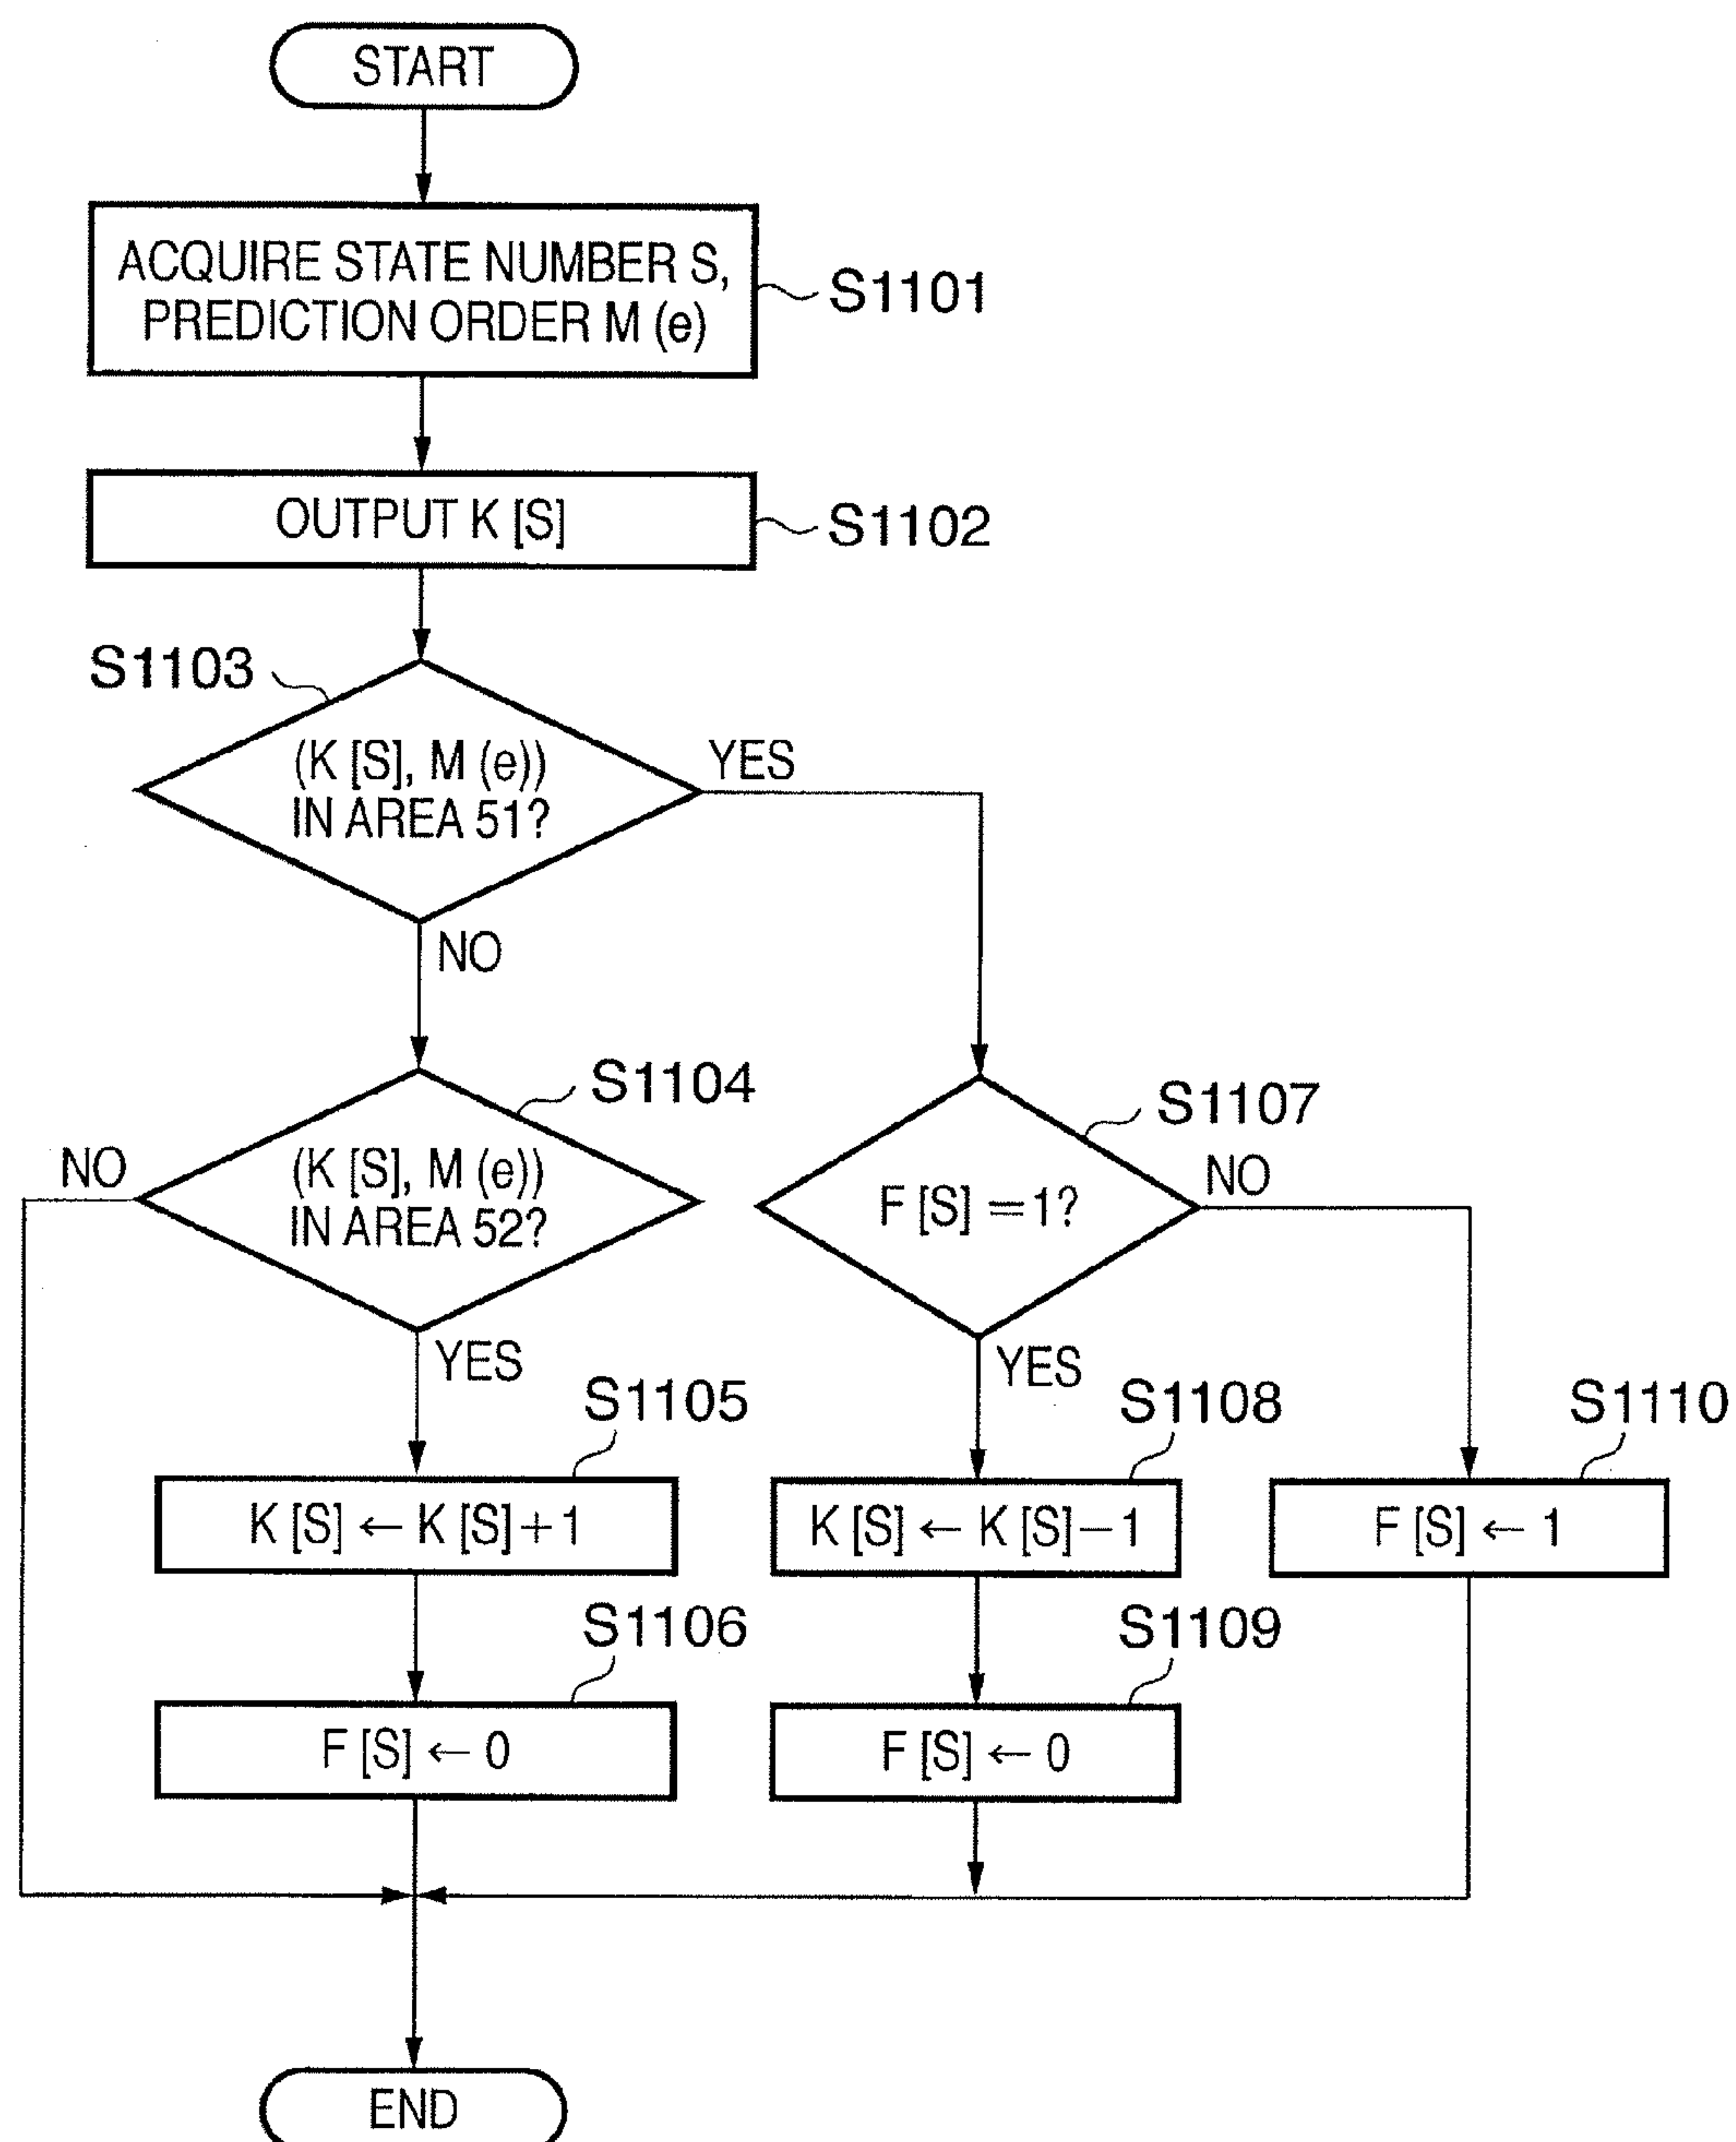 START
ACQUIRE STATE NUMBER S,
PREDICTION ORDER M (e)
S1101
OUTPUT K [S]
S1102
S1103
(K [S], M (e))
IN AREA 51?
YES
NO
S1104
(K [S], M (e))
IN AREA 52?
NO
YES
S1107
F [S] =1?
NO
YES
S1105
K [S] ← K [S]+1
S1108
K [S] ← K [S]−1
S1110
F [S] ← 1
S1106
F [S] ← 0
S1109
F [S] ← 0
END